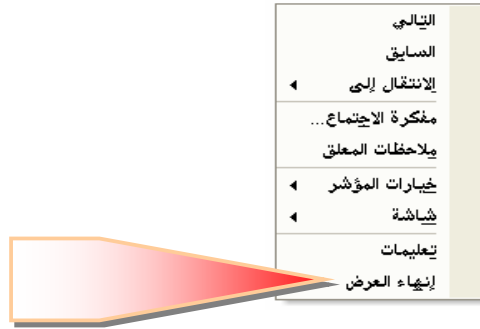 التالي
السابق
الانتقال إلى
مفكرة الاجتماع...
ملاحظات المعلق
خيارات المؤشر
شاشة
تعليمات
إنهاء العرض